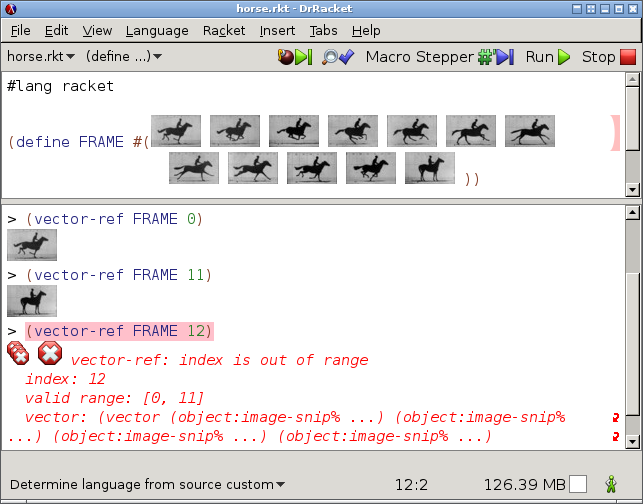 horse.rkt - DrRacket
File Edit View Language Racket Insert Tabs Help
horse.rkt (define ...) Macro Stepper Run Stop
#lang racket
(define FRAME #(
))
> (vector-ref FRAME 0)
> (vector-ref FRAME 11)
> (vector-ref FRAME 12)
vector-ref: index is out of range
index: 12
valid range: [0, 11]
vector: (vector (object:image-snip% ...) (object:image-snip%
...) (object:image-snip% ...) (object:image-snip% ...)
Determine language from source custom 12:2 126.39 MB